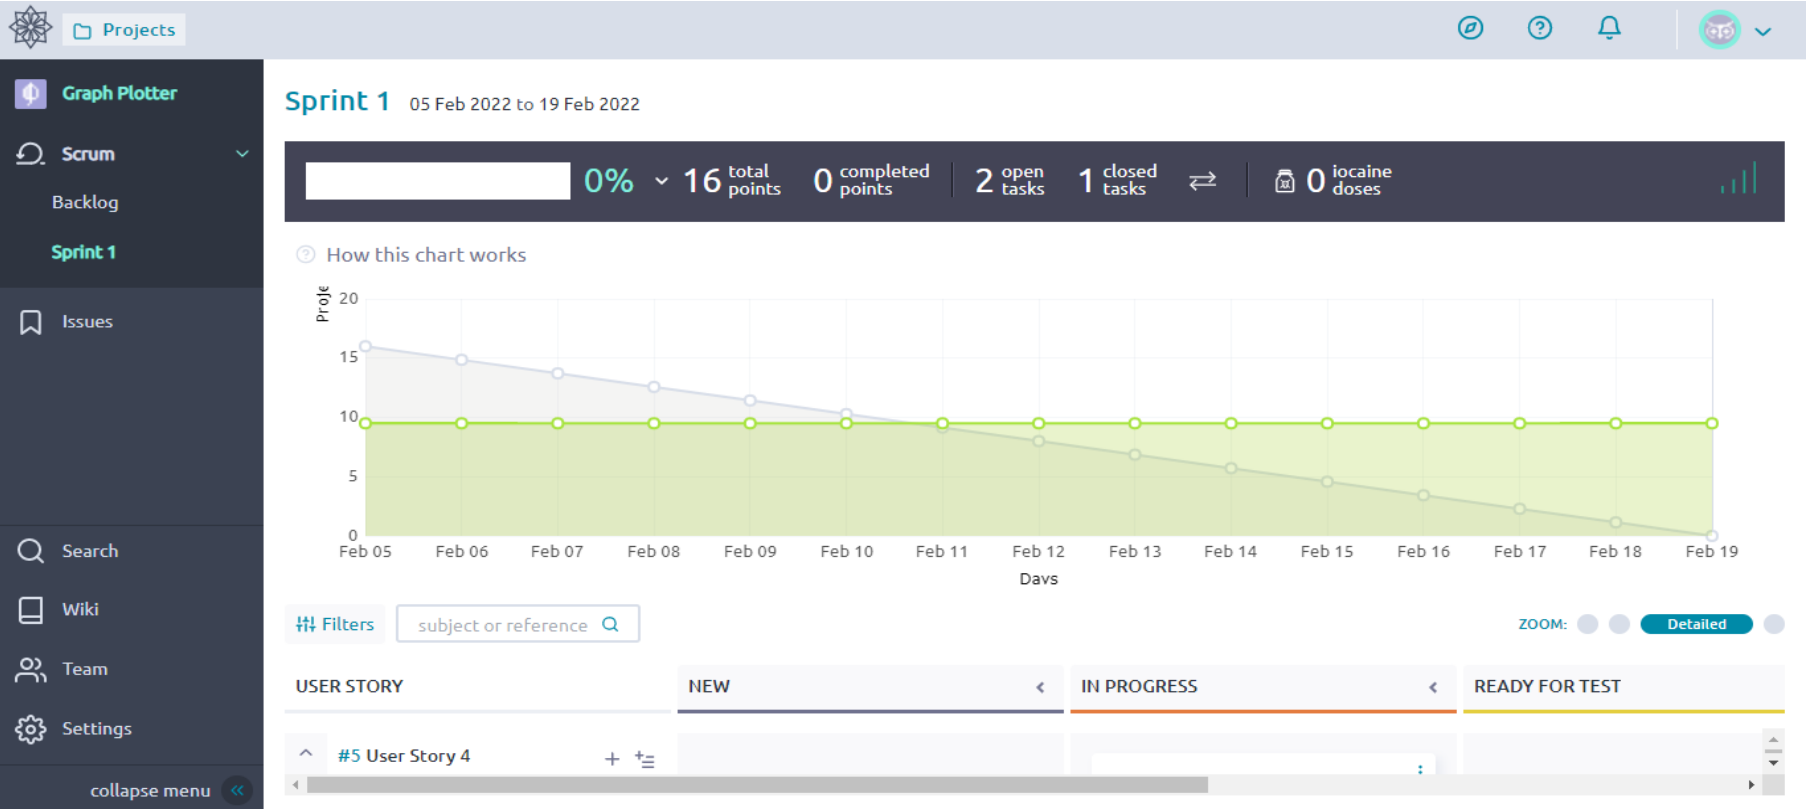 Projects
Graph Plotter
Scrum
Backlog
Sprint 1
Issues
Search
Wiki
Team
Settings
collapse menu
Sprint 1 05 Feb 2022 to 19 Feb 2022
0% 16 total points 0 completed points 2 open tasks 1 closed tasks 0 iocaine doses
How this chart works
Proje
20
15
10
5
0
Feb 05 Feb 06 Feb 07 Feb 08 Feb 09 Feb 10 Feb 11 Feb 12 Feb 13 Feb 14 Feb 15 Feb 16 Feb 17 Feb 18 Feb 19
Days
Filters subject or reference ZOOM: Detailed
USER STORY NEW IN PROGRESS READY FOR TEST
#5 User Story 4